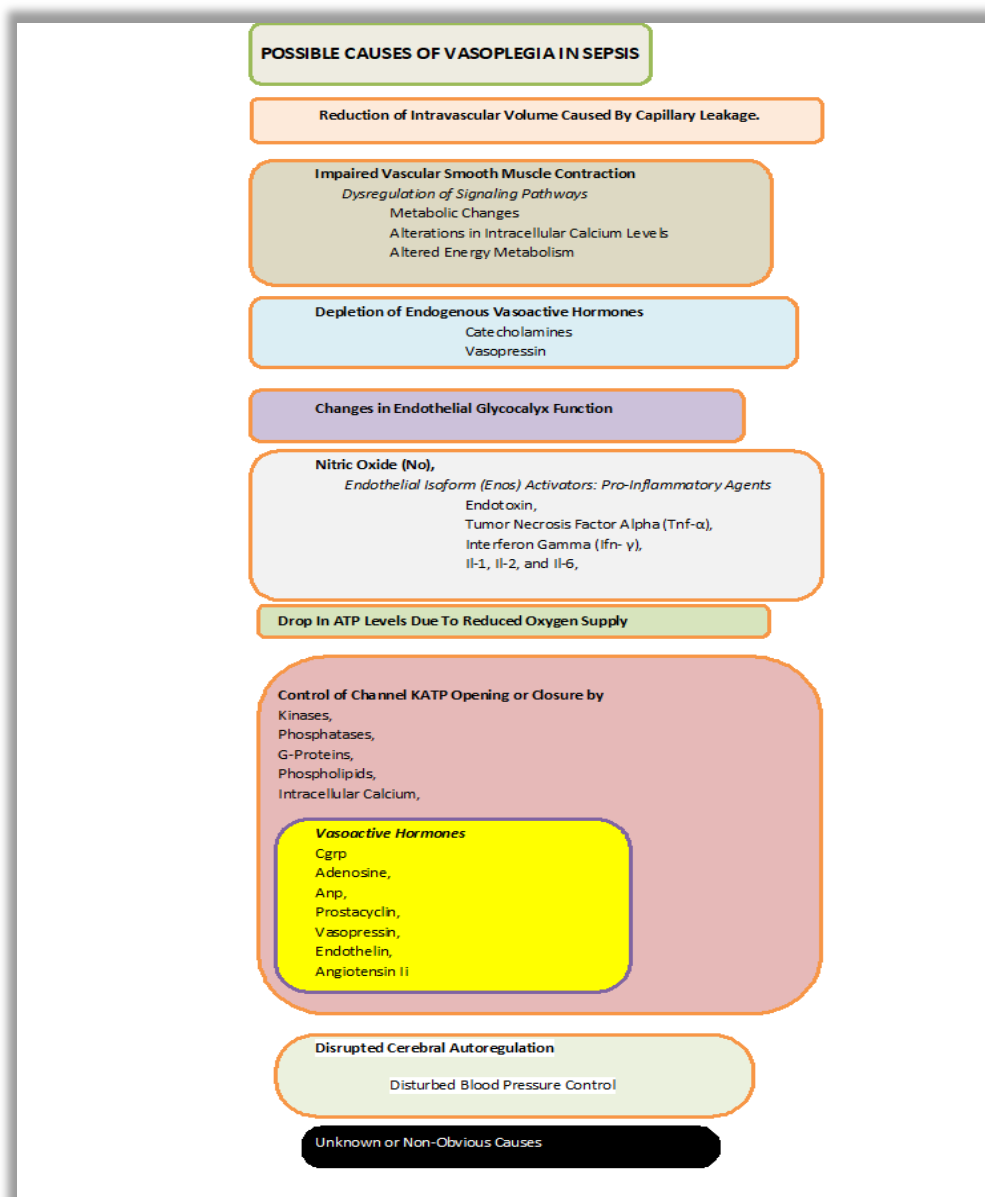 POSSIBLE CAUSES OF VASOPLEGIA IN SEPSIS
Reduction of Intravascular Volume Caused By Capillary Leakage.
Impaired Vascular Smooth Muscle Contraction
Dysregulation of Signaling Pathways
Metabolic Changes
Alterations in Intracellular Calcium Levels
Altered Energy Metabolism
Depletion of Endogenous Vasoactive Hormones
Catecholamines
Vasopressin
Changes in Endothelial Glycocalyx Function
Nitric Oxide (No),
Endothelial Isoform (Enos) Activators: Pro-Inflammatory Agents
Endotoxin,
Tumor Necrosis Factor Alpha (Tnf-α),
Interferon Gamma (Ifn- γ),
Il-1, Il-2, and Il-6,
Drop In ATP Levels Due To Reduced Oxygen Supply
Control of Channel KATP Opening or Closure by
Kinases,
Phosphatases,
G-Proteins,
Phospholipids,
Intracellular Calcium,
Vasoactive Hormones
Cgrp
Adenosine,
Anp,
Prostacyclin,
Vasopressin,
Endothelin,
Angiotensin Ii
Disrupted Cerebral Autoregulation
Disturbed Blood Pressure Control
Unknown or Non-Obvious Causes